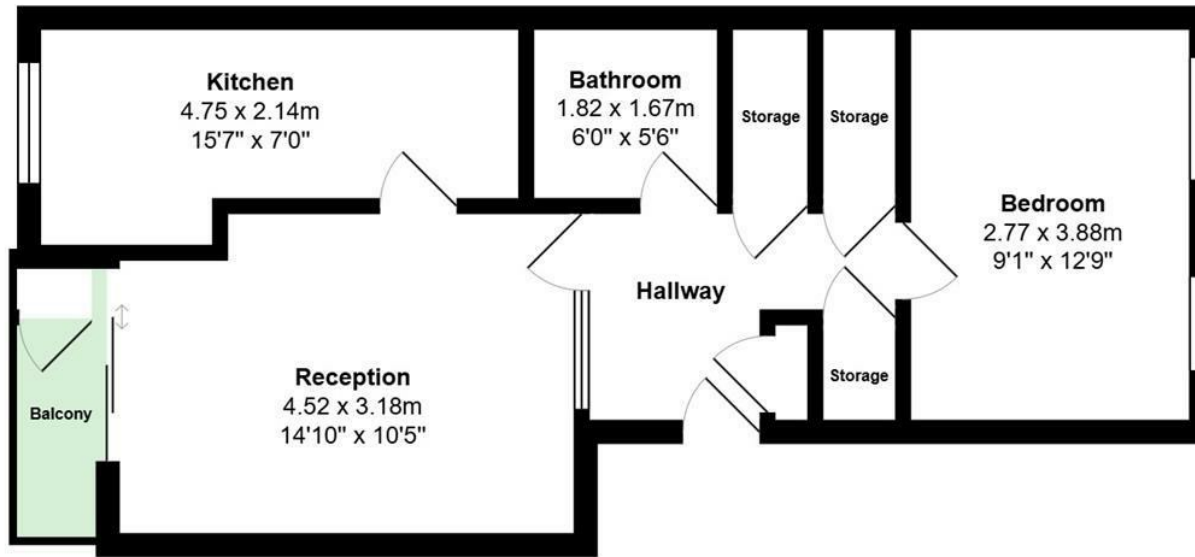 Kitchen
4.75 x 2.14m
15'7" x 7'0"
Bathroom
1.82 x 1.67m
6'0" x 5'6"
Storage
Storage
Bedroom
2.77 x 3.88m
9'1" x 12'9"
Hallway
Reception
4.52 x 3.18m
14'10" x 10'5"
Storage
Balcony